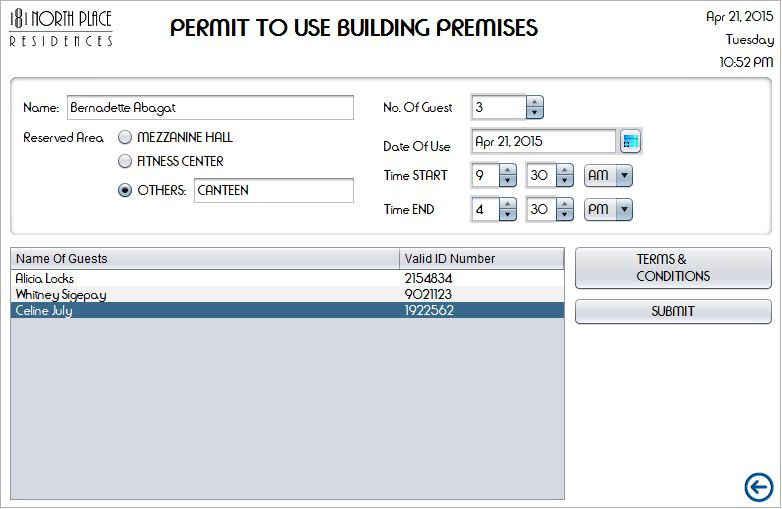 181 NORTH PLACE
RESIDENCES
PERMIT TO USE BUILDING PREMISES
Apr 21, 2015
Tuesday
10:52 PM
Name: Bernadette Abagat
Reserved Area
MEZZANINE HALL
FITNESS CENTER
OTHERS: CANTEEN
No. Of Guest 3
Date Of Use Apr 21, 2015
Time START 9 30 AM
Time END 4 30 PM
Name Of Guests Valid ID Number
Alicia Locks 2154834
Whitney Sigepay 9021123
Celine July 1922562
TERMS &
CONDITIONS
SUBMIT